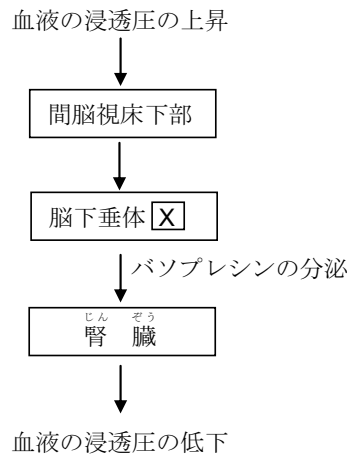 血液の浸透圧の上昇
間脳視床下部
脳下垂体 X
バソプレシンの分泌
じん ぞう
腎 臓
血液の浸透圧の低下